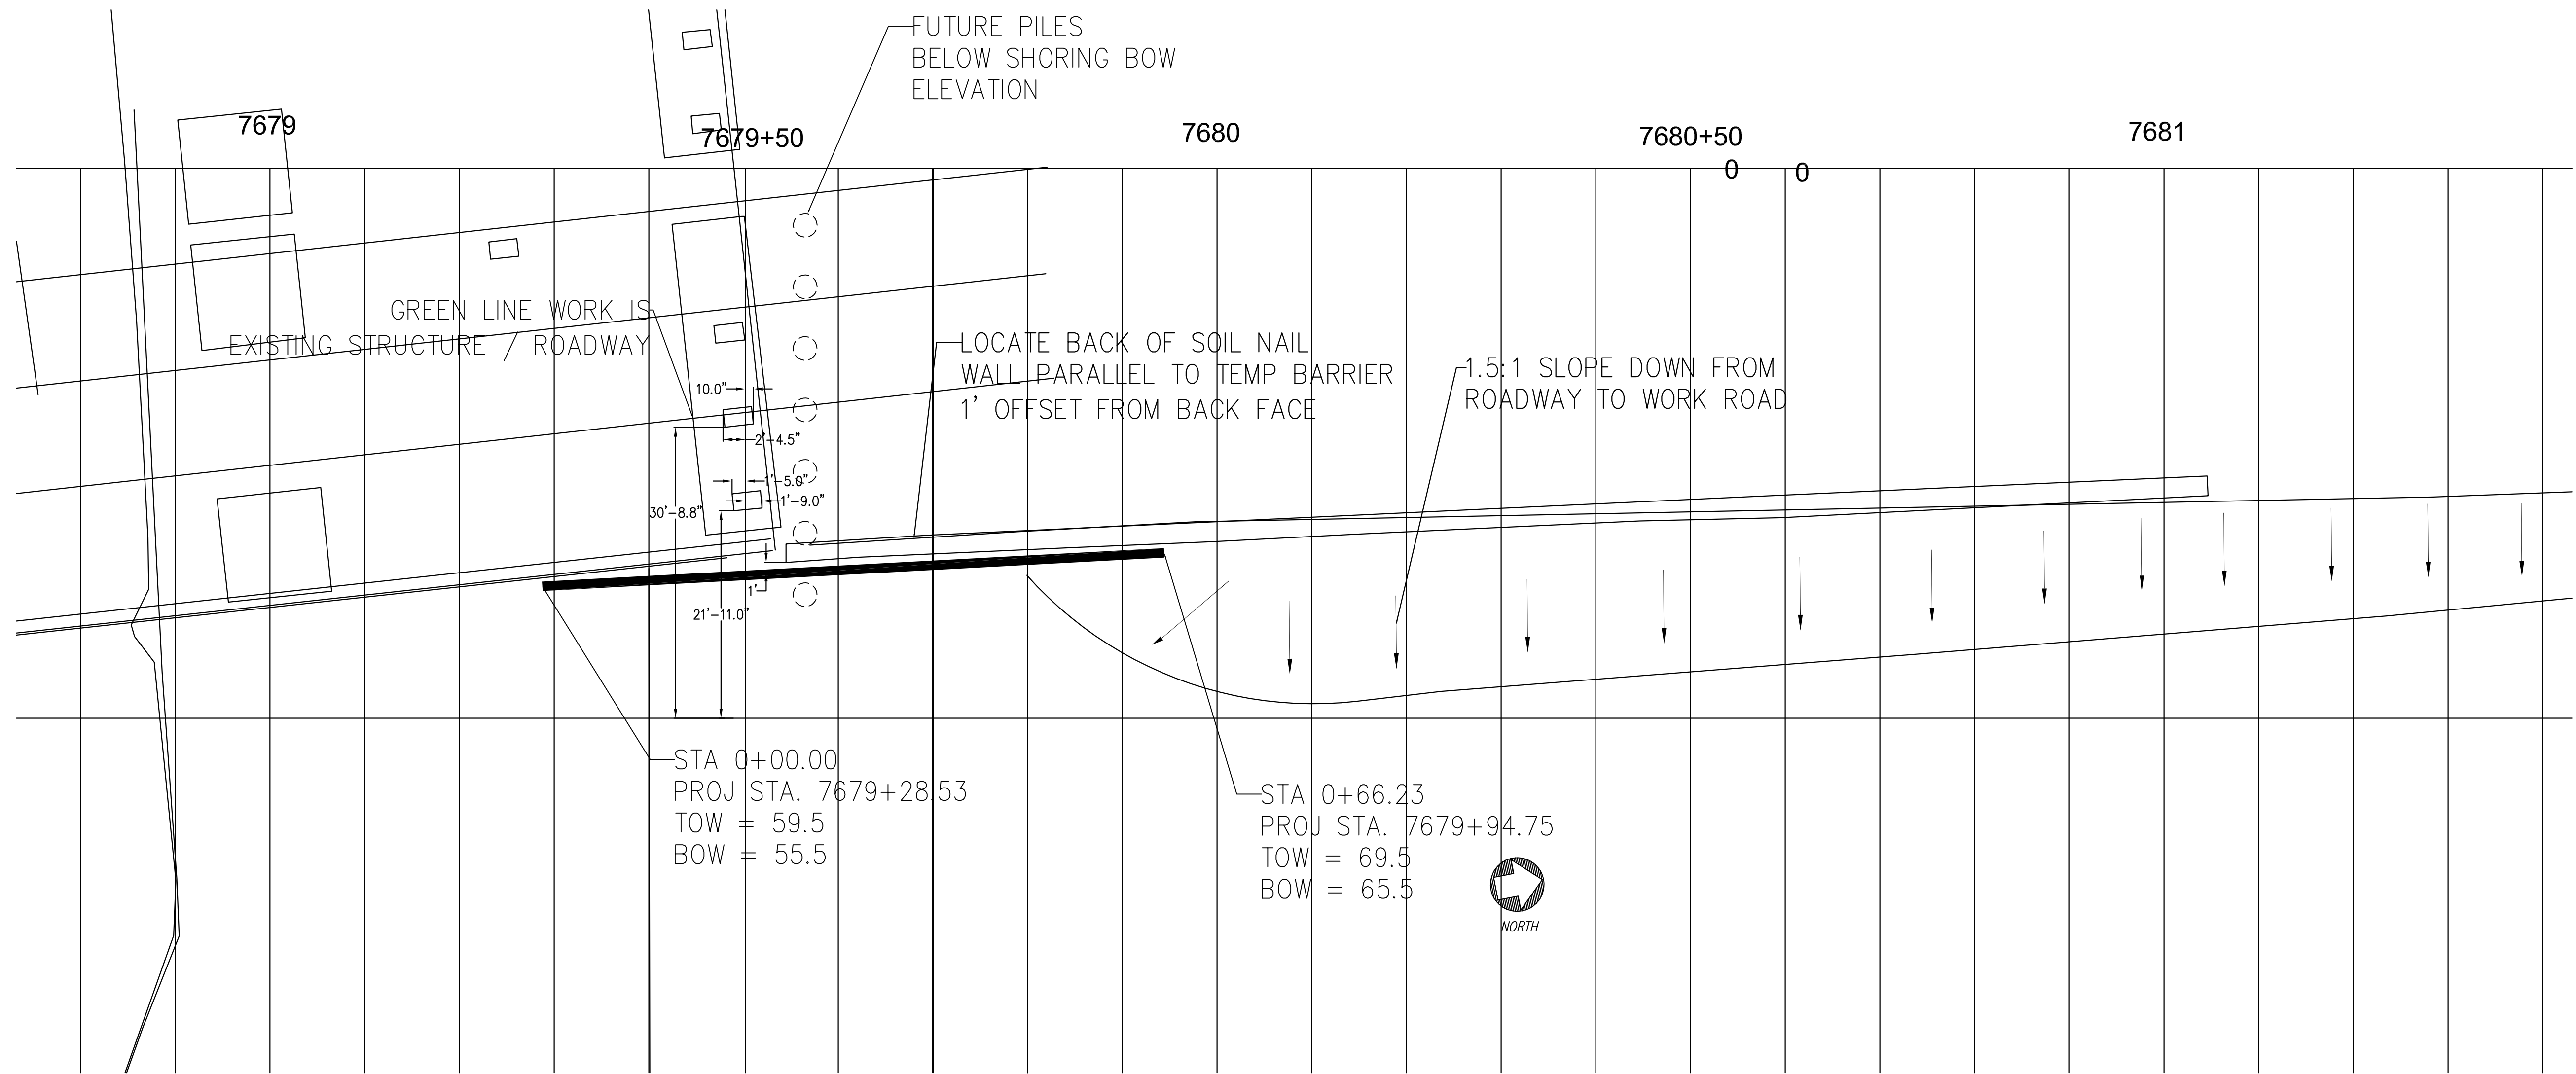 FUTURE PILES
BELOW SHORING BOW
ELEVATION
7679
7679+50
7680
7680+50
7681
0
0
GREEN LINE WORK IS
EXISTING STRUCTURE / ROADWAY
LOCATE BACK OF SOIL NAIL
WALL PARALLEL TO TEMP BARRIER
1' OFFSET FROM BACK FACE
1.5:1 SLOPE DOWN FROM
ROADWAY TO WORK ROAD
10.0"
2'-4.5"
1'-5.0"
1'-9.0"
30'-8.8"
1'
21'-11.0"
STA 0+00.00
PROJ STA. 7679+28.53
TOW = 59.5
BOW = 55.5
STA 0+66.23
PROJ STA. 7679+94.75
TOW = 69.5
BOW = 65.5
NORTH